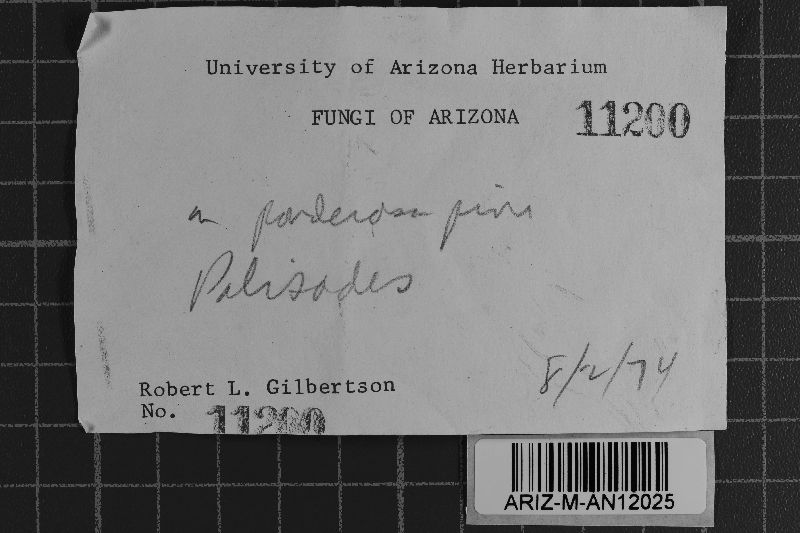 University of Arizona Herbarium
FUNGI OF ARIZONA 11200
on ponderosa pine
Palisades
8/2/74
Robert L. Gilbertson
No. 11200
ARIZ-M-AN12025